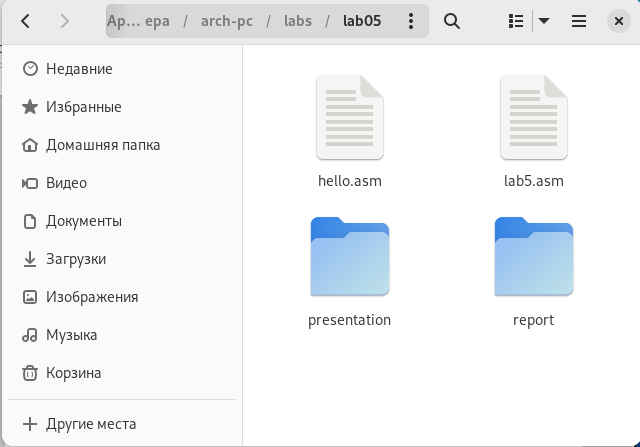 Ар... ера / arch-pc / labs / lab05
Недавние
Избранные
Домашняя папка
Видео
Документы
Загрузки
Изображения
Музыка
Корзина
Другие места
hello.asm
lab5.asm
presentation
report